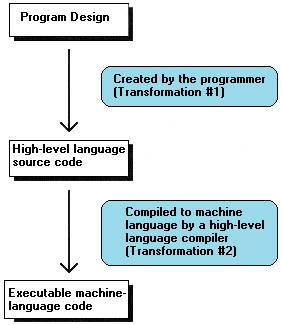 Program Design
Created by the programmer
(Transformation #1)
High-level language
source code
Compiled to machine
language by a high-level
language compiler
(Transformation #2)
Executable machine-
language code